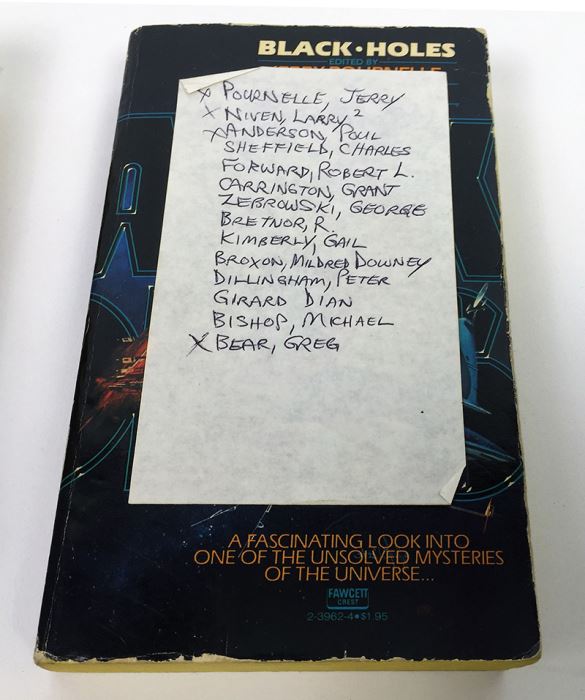 BLACK•HOLES
EDITED BY
JERRY POURNELLE
X POURNELLE, JERRY
X NIVEN, LARRY 2
X ANDERSON, POUL
SHEFFIELD, CHARLES
FORWARD, ROBERT L.
CARRINGTON, GRANT
ZEBROWSKI, GEORGE
BRETNOR, R.
KIMBERLY, GAIL
BROXON, MILDRED DOWNEY
DILLINGHAM, PETER
GIRARD DIAN
BISHOP, MICHAEL
X BEAR, GREG
A FASCINATING LOOK INTO
ONE OF THE UNSOLVED MYSTERIES
OF THE UNIVERSE...
FAWCETT
CREST
2-3962-4•$1.95